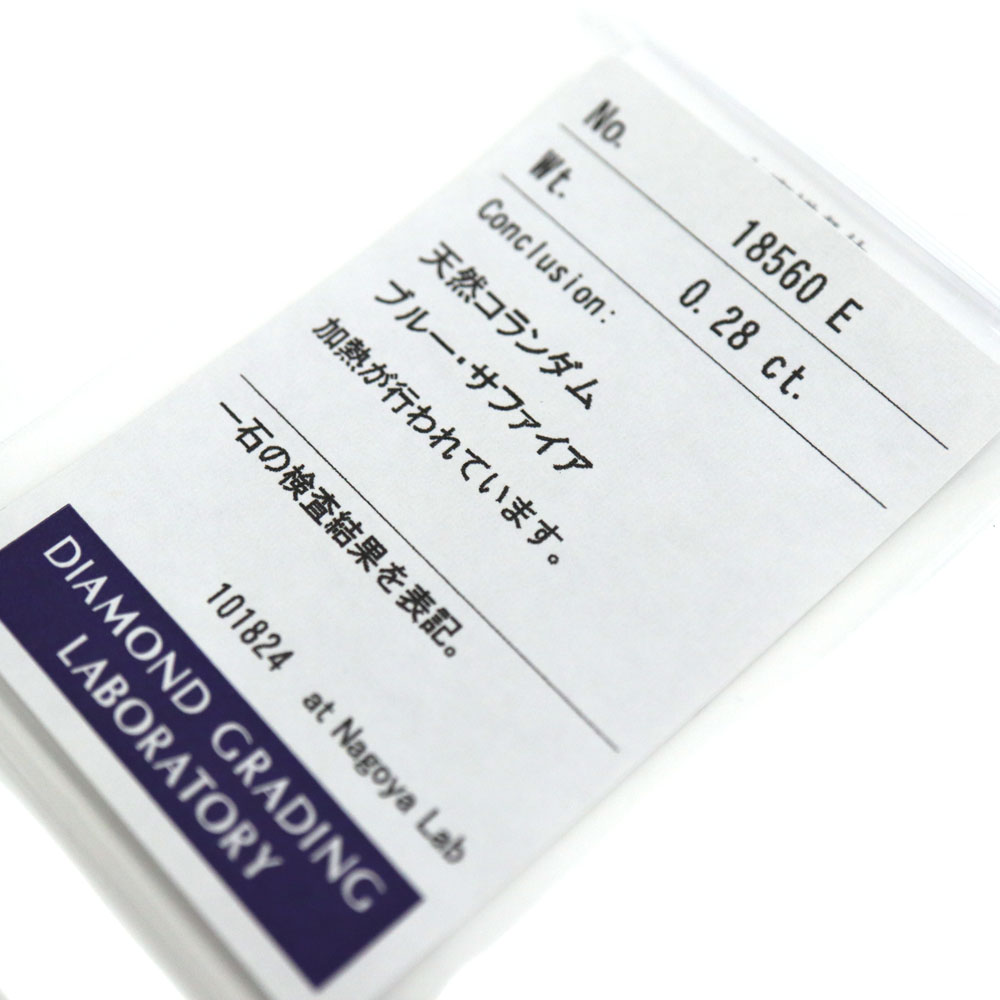 No. 18560 E
Wt. 0.28 ct.
Conclusion:
天然コランダム
ブルー・サファイア
加熱が行われています。
一石の検査結果を表記。
101824 at Nagoya Lab
DIAMOND GRADING
LABORATORY